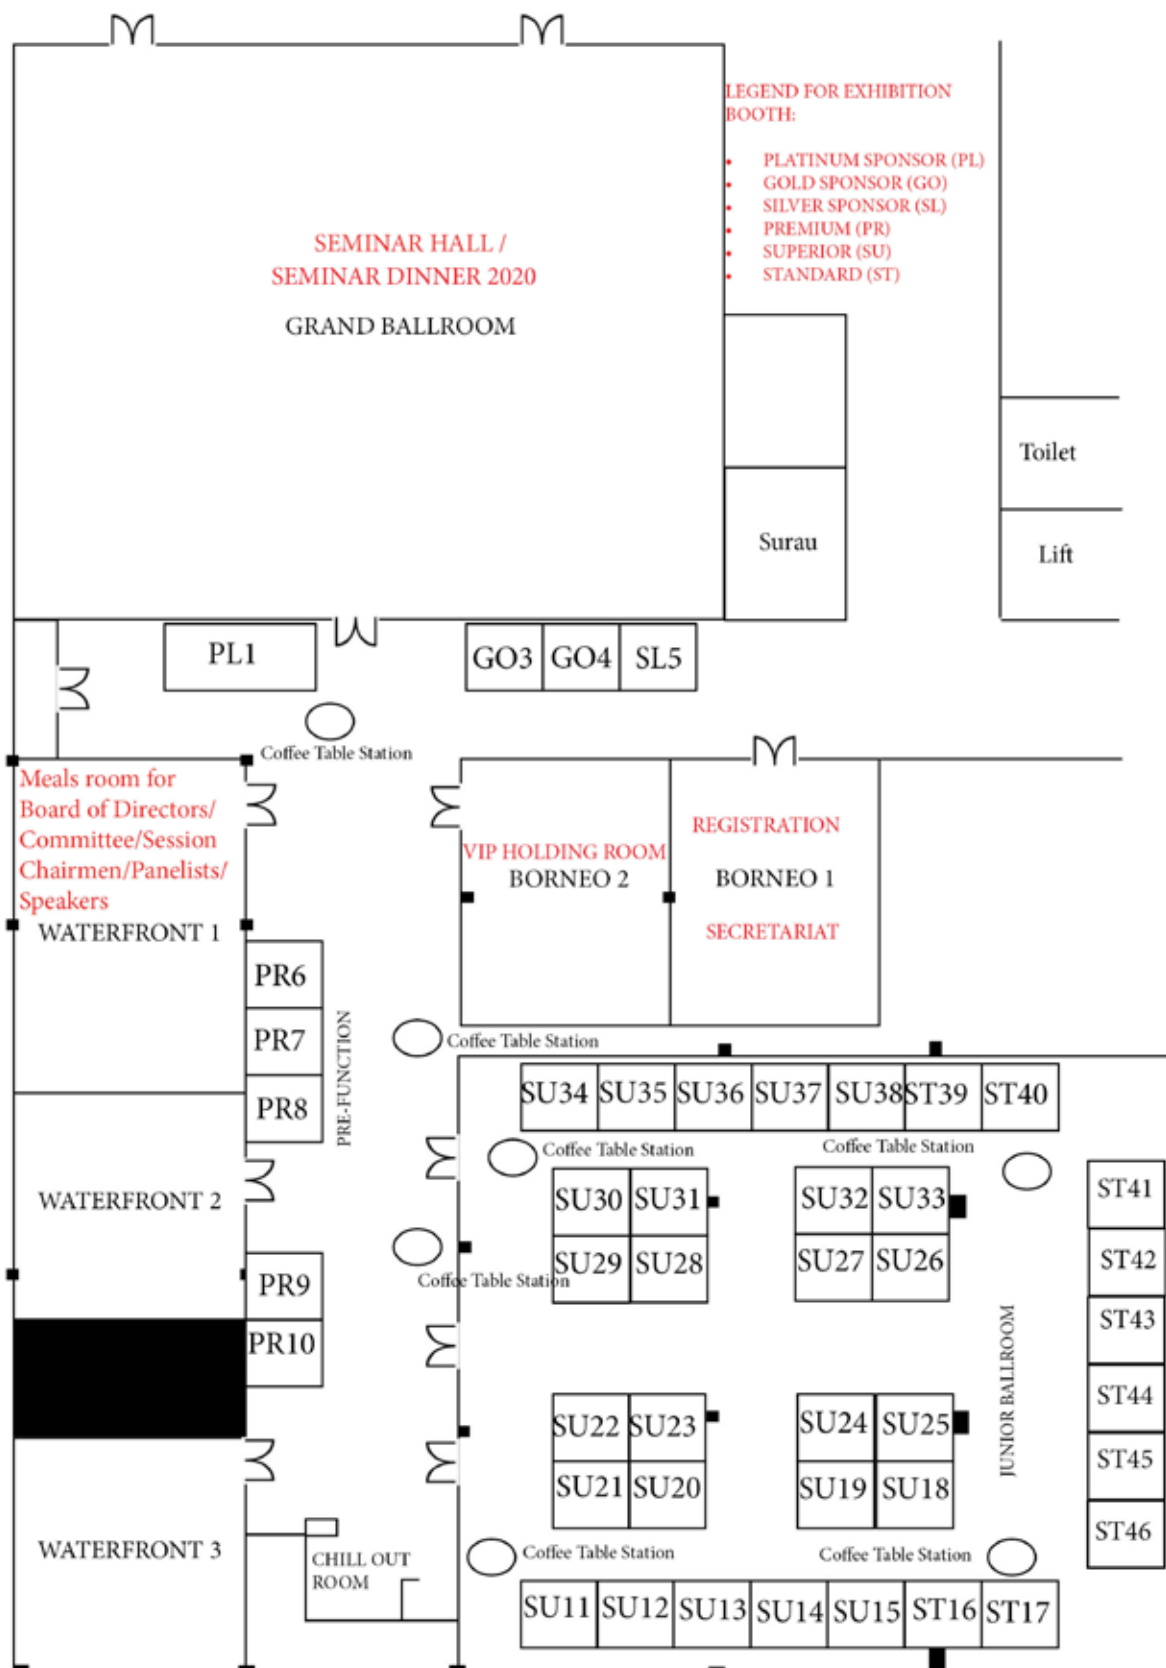 LEGEND FOR EXHIBITION
BOOTH:
• PLATINUM SPONSOR (PL)
• GOLD SPONSOR (GO)
• SILVER SPONSOR (SL)
• PREMIUM (PR)
• SUPERIOR (SU)
• STANDARD (ST)
SEMINAR HALL /
SEMINAR DINNER 2020
GRAND BALLROOM
Toilet
Surau
Lift
PL1
GO3 GO4 SL5
Coffee Table Station
Meals room for
Board of Directors/
Committee/Session
Chairmen/Panelists/
Speakers
WATERFRONT 1
VIP HOLDING ROOM
BORNEO 2
REGISTRATION
BORNEO 1
SECRETARIAT
PR6
PR7
PR8
PRE-FUNCTION
Coffee Table Station
SU34 SU35 SU36 SU37 SU38 ST39 ST40
Coffee Table Station
Coffee Table Station
WATERFRONT 2
SU30 SU31
SU32 SU33
ST41
SU29 SU28
SU27 SU26
ST42
Coffee Table Station
PR9
PR10
ST43
JUNIOR BALLROOM
ST44
SU22 SU23
SU24 SU25
ST45
SU21 SU20
SU19 SU18
ST46
WATERFRONT 3
CHILL OUT
ROOM
Coffee Table Station
Coffee Table Station
SU11 SU12 SU13 SU14 SU15 ST16 ST17